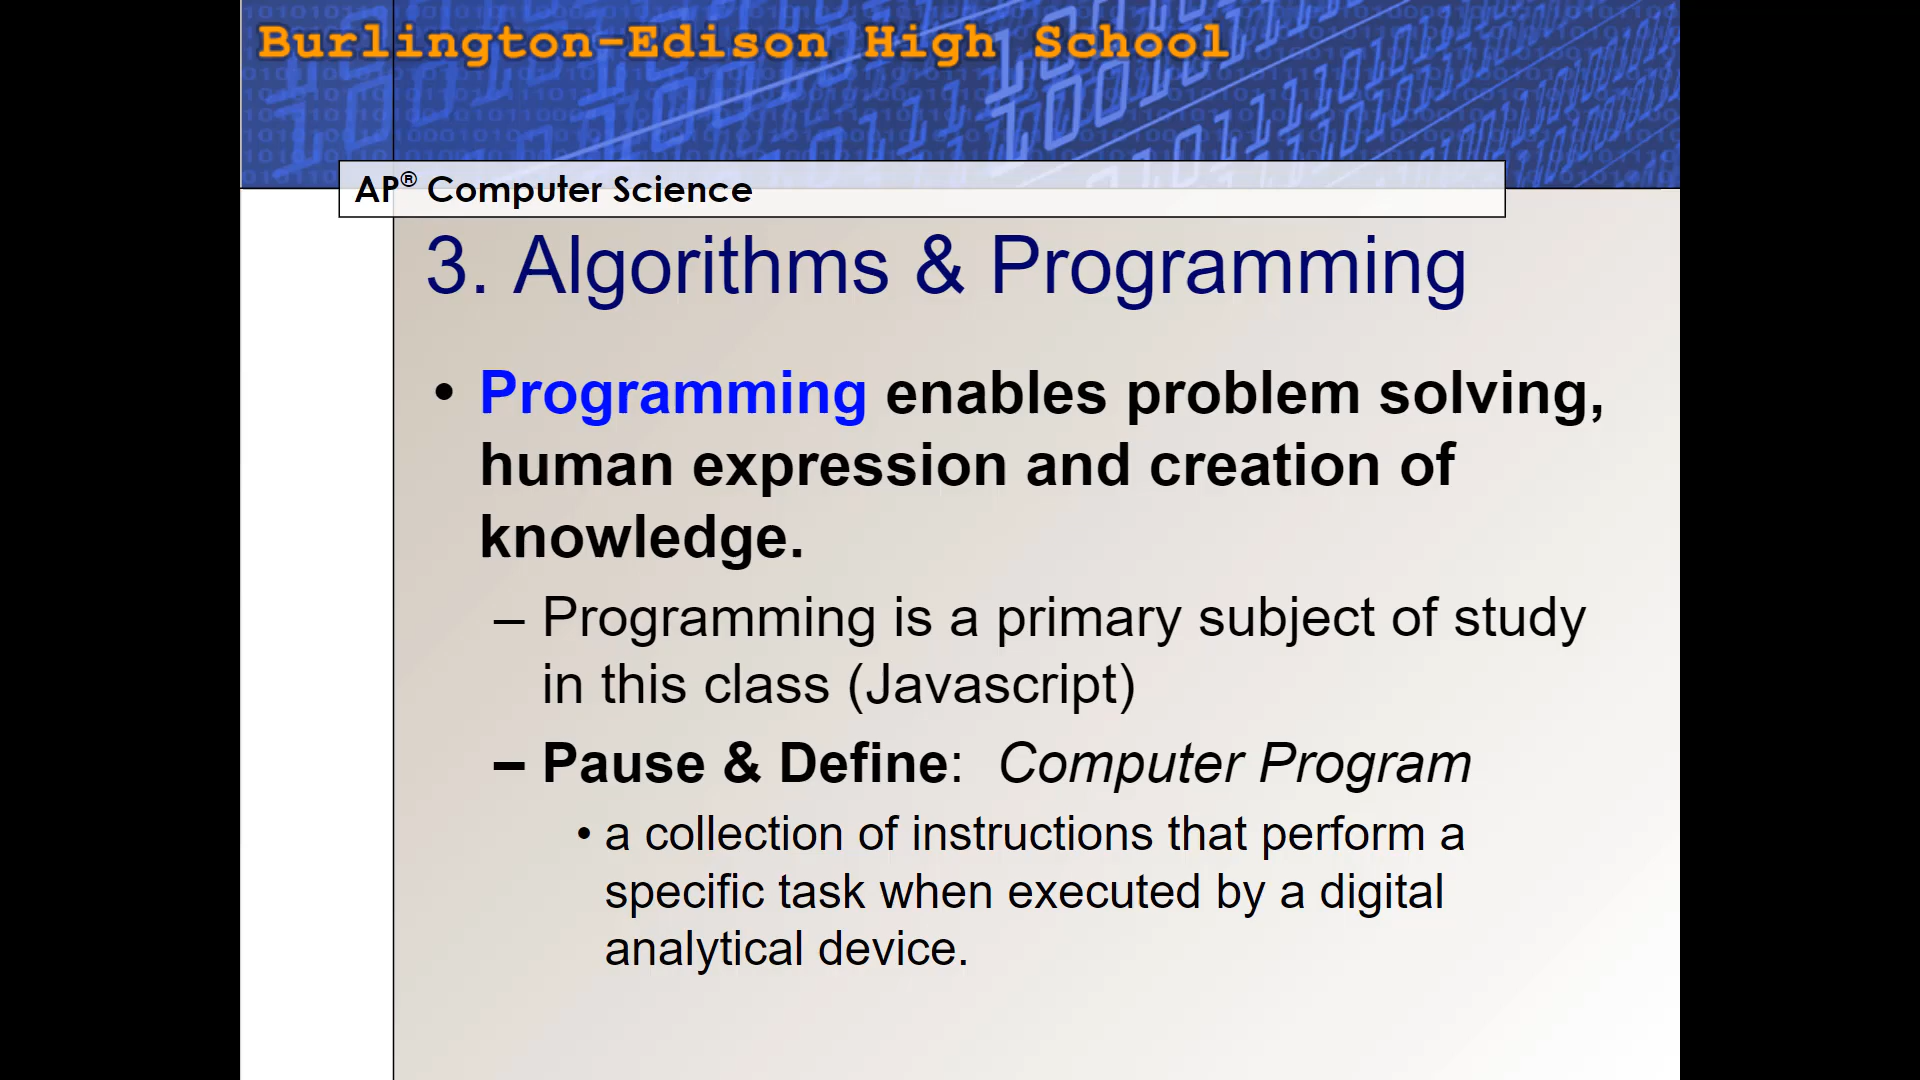 Burlington-Edison High School
AP® Computer Science
3. Algorithms & Programming
• Programming enables problem solving,
human expression and creation of
knowledge.
– Programming is a primary subject of study
in this class (Javascript)
– Pause & Define: Computer Program
• a collection of instructions that perform a
specific task when executed by a digital
analytical device.